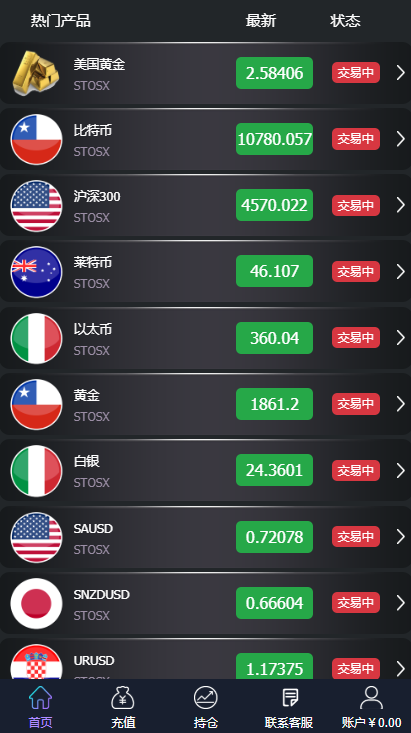 热门产品 最新 状态
美国黄金
STOSX
2.58406
交易中
比特币
STOSX
10780.057
交易中
沪深300
STOSX
4570.022
交易中
莱特币
STOSX
46.107
交易中
以太币
STOSX
360.04
交易中
黄金
STOSX
1861.2
交易中
白银
STOSX
24.3601
交易中
SAUSD
STOSX
0.72078
交易中
SNZDUSD
STOSX
0.66604
交易中
URUSD
STOSX
1.17375
交易中
首页 充值 持仓 联系客服 账户￥0.00